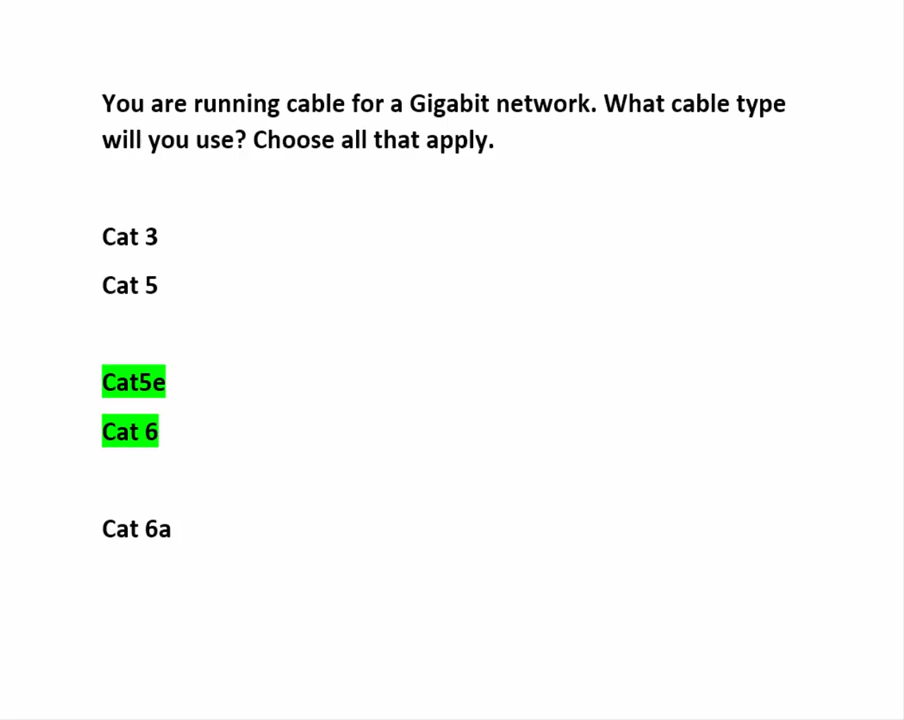 You are running cable for a Gigabit network. What cable type
will you use? Choose all that apply.
Cat 3
Cat 5
Cat5e
Cat 6
Cat 6a